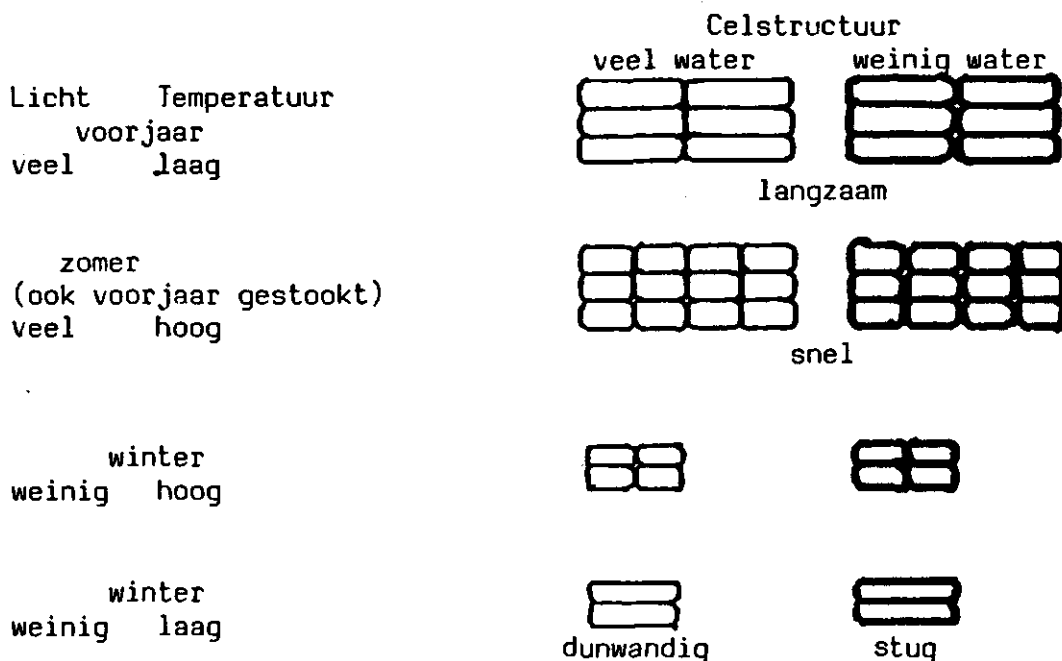 Celstructuur
veel water weinig water
Licht Temperatuur
voorjaar
veel laag
langzaam
zomer
(ook voorjaar gestookt)
veel hoog
snel
winter
weinig hoog
winter
weinig laag
dunwandig stug